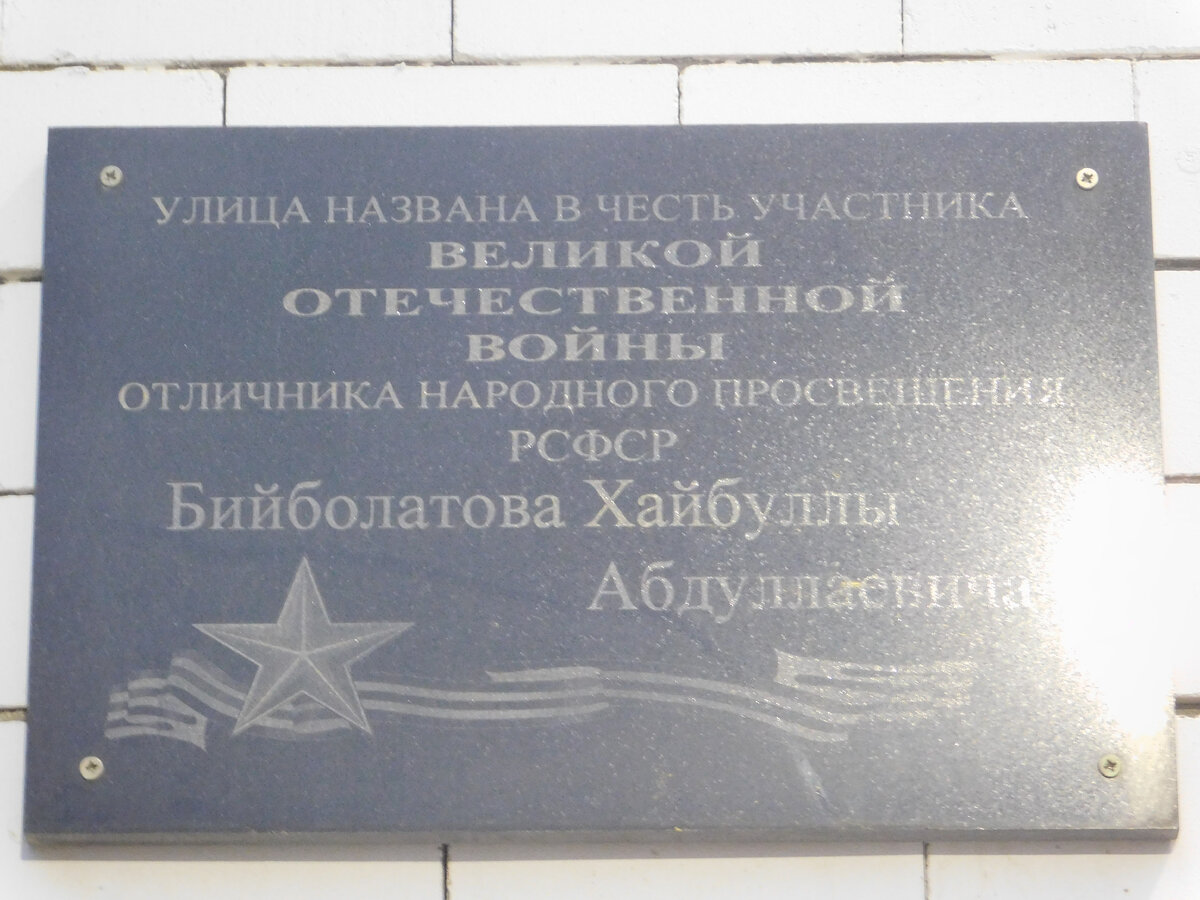 УЛИЦА НАЗВАНА В ЧЕСТЬ УЧАСТНИКА
ВЕЛИКОЙ
ОТЕЧЕСТВЕННОЙ
ВОЙНЫ
ОТЛИЧНИКА НАРОДНОГО ПРОСВЕЩЕНИЯ
РСФСР
Бийболатова Хайбуллы
Абдуллаевича